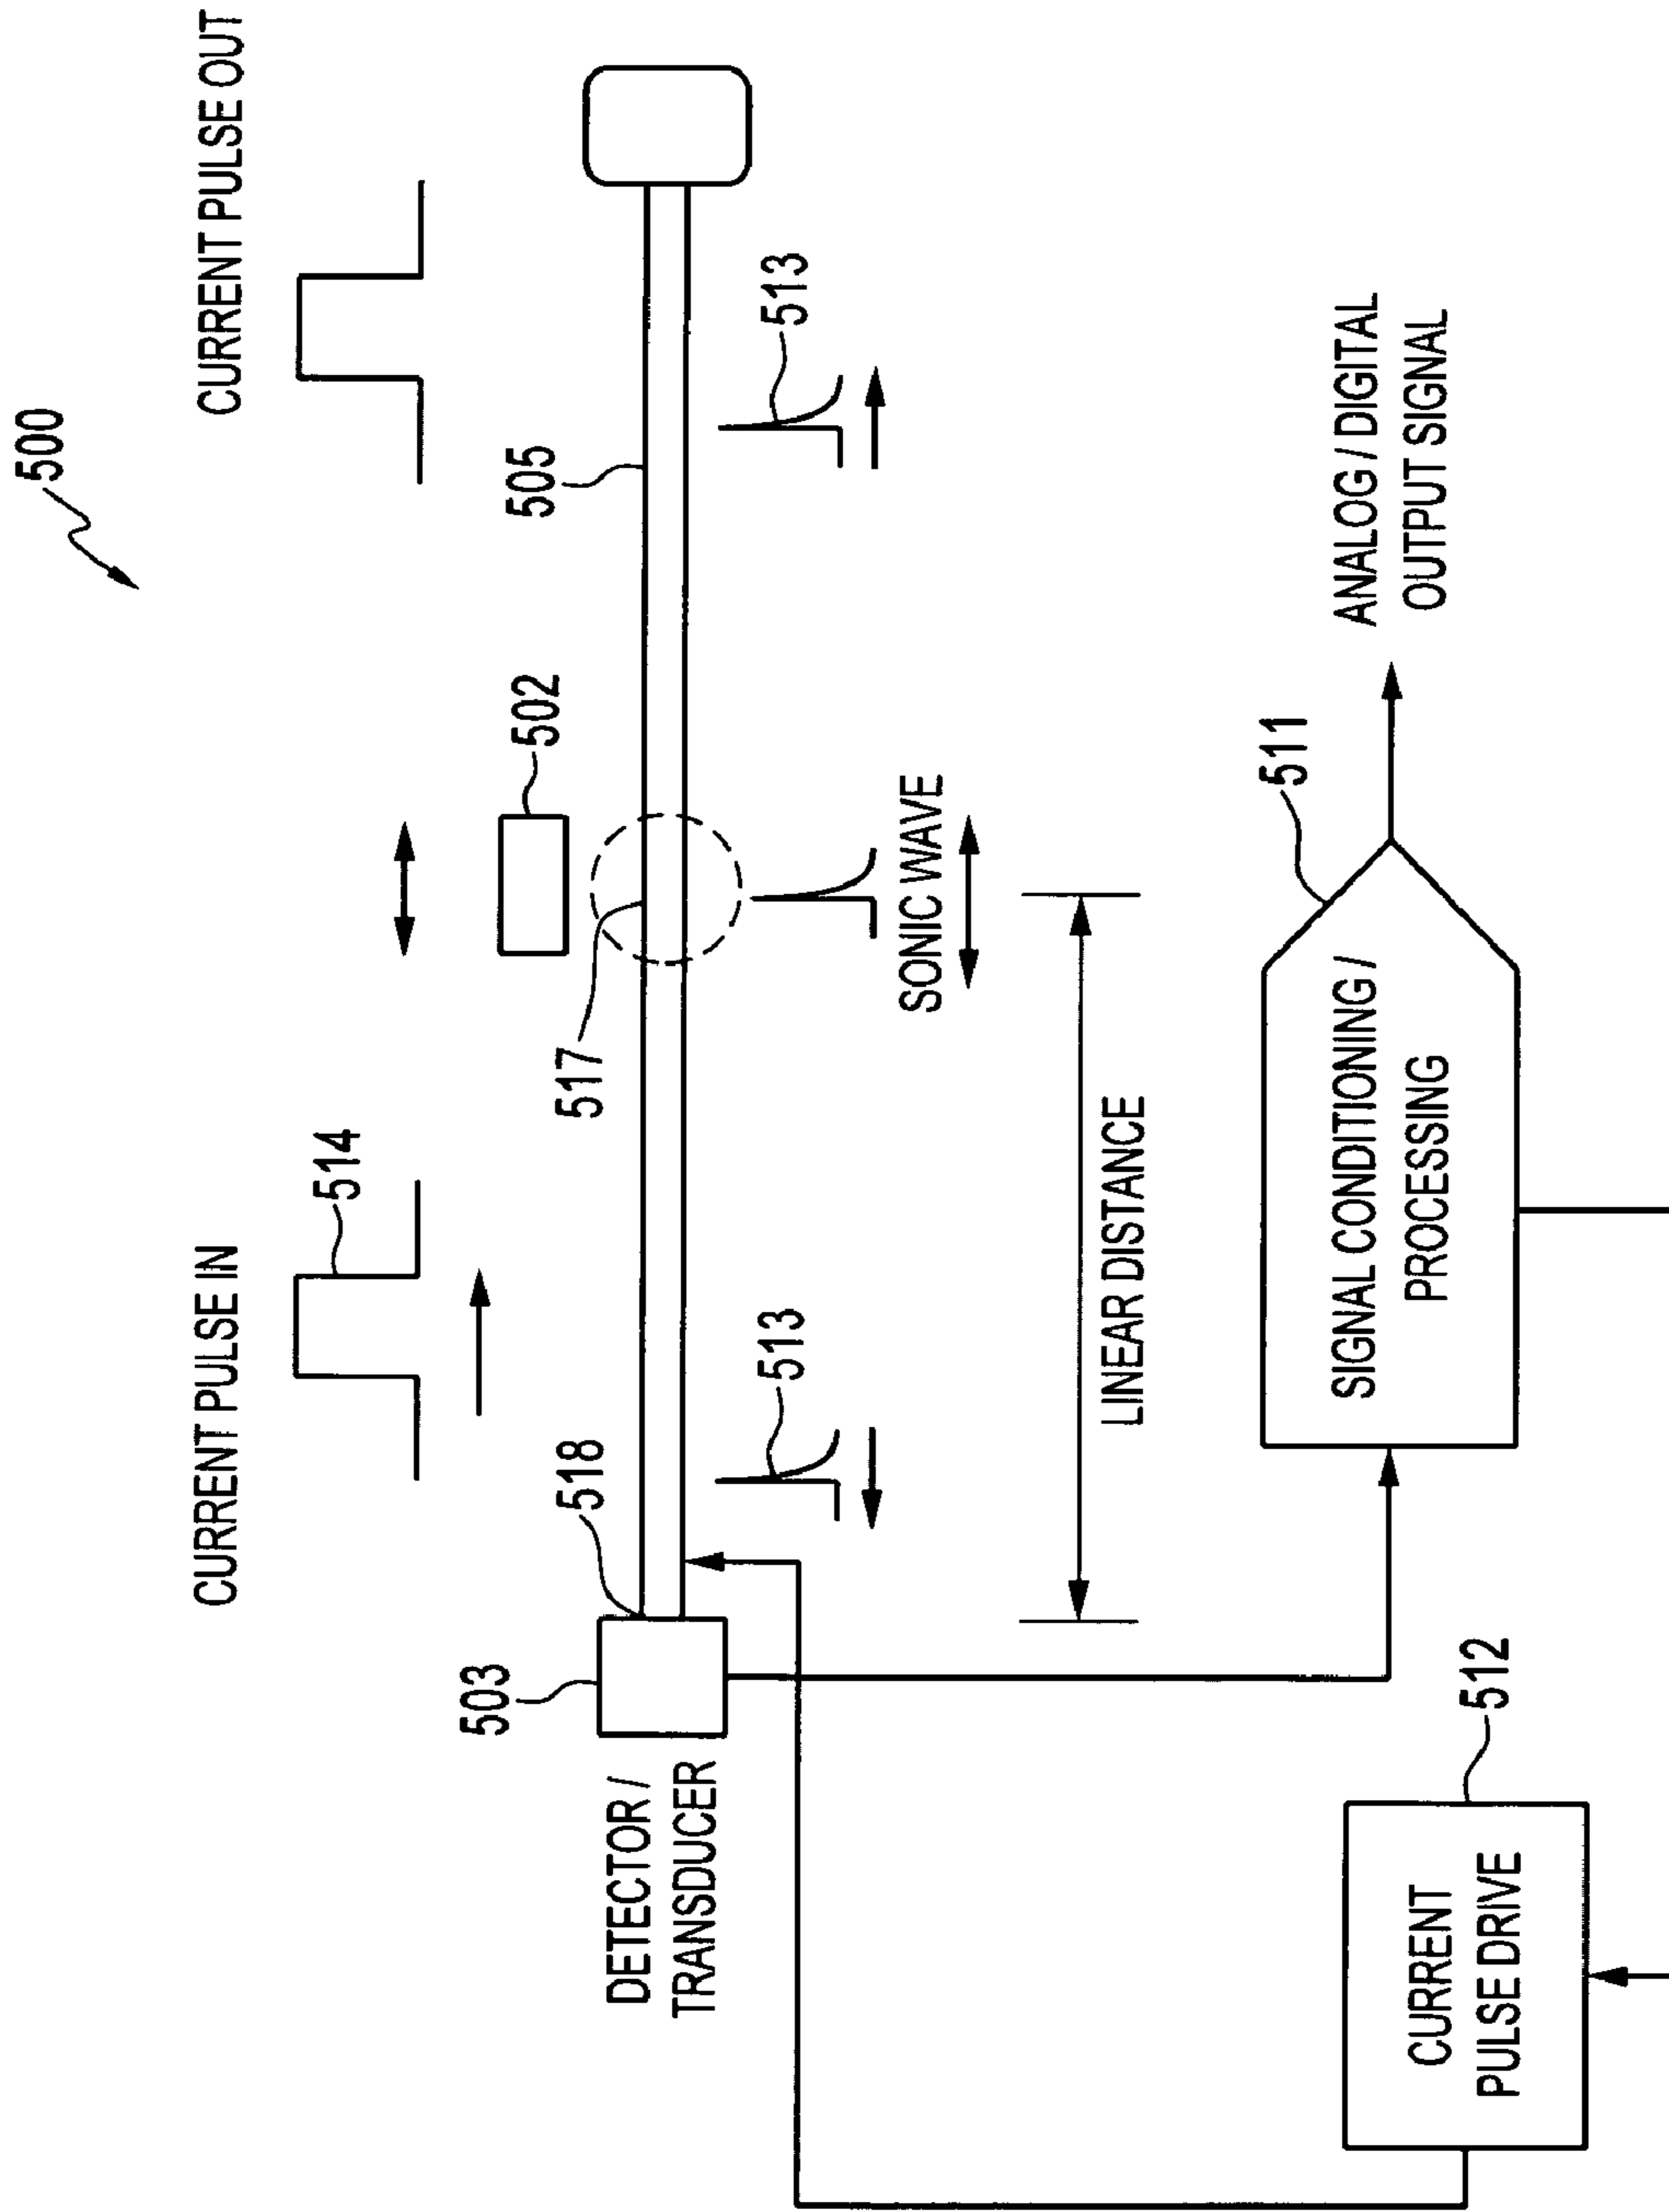 500
CURRENT PULSE IN
CURRENT PULSE OUT
514
502
505
503
518
517
513
513
DETECTOR /
TRANSDUCER
SONIC WAVE
LINEAR DISTANCE
512
511
CURRENT
PULSE DRIVE
SIGNAL CONDITIONING /
PROCESSING
ANALOG / DIGITAL
OUTPUT SIGNAL